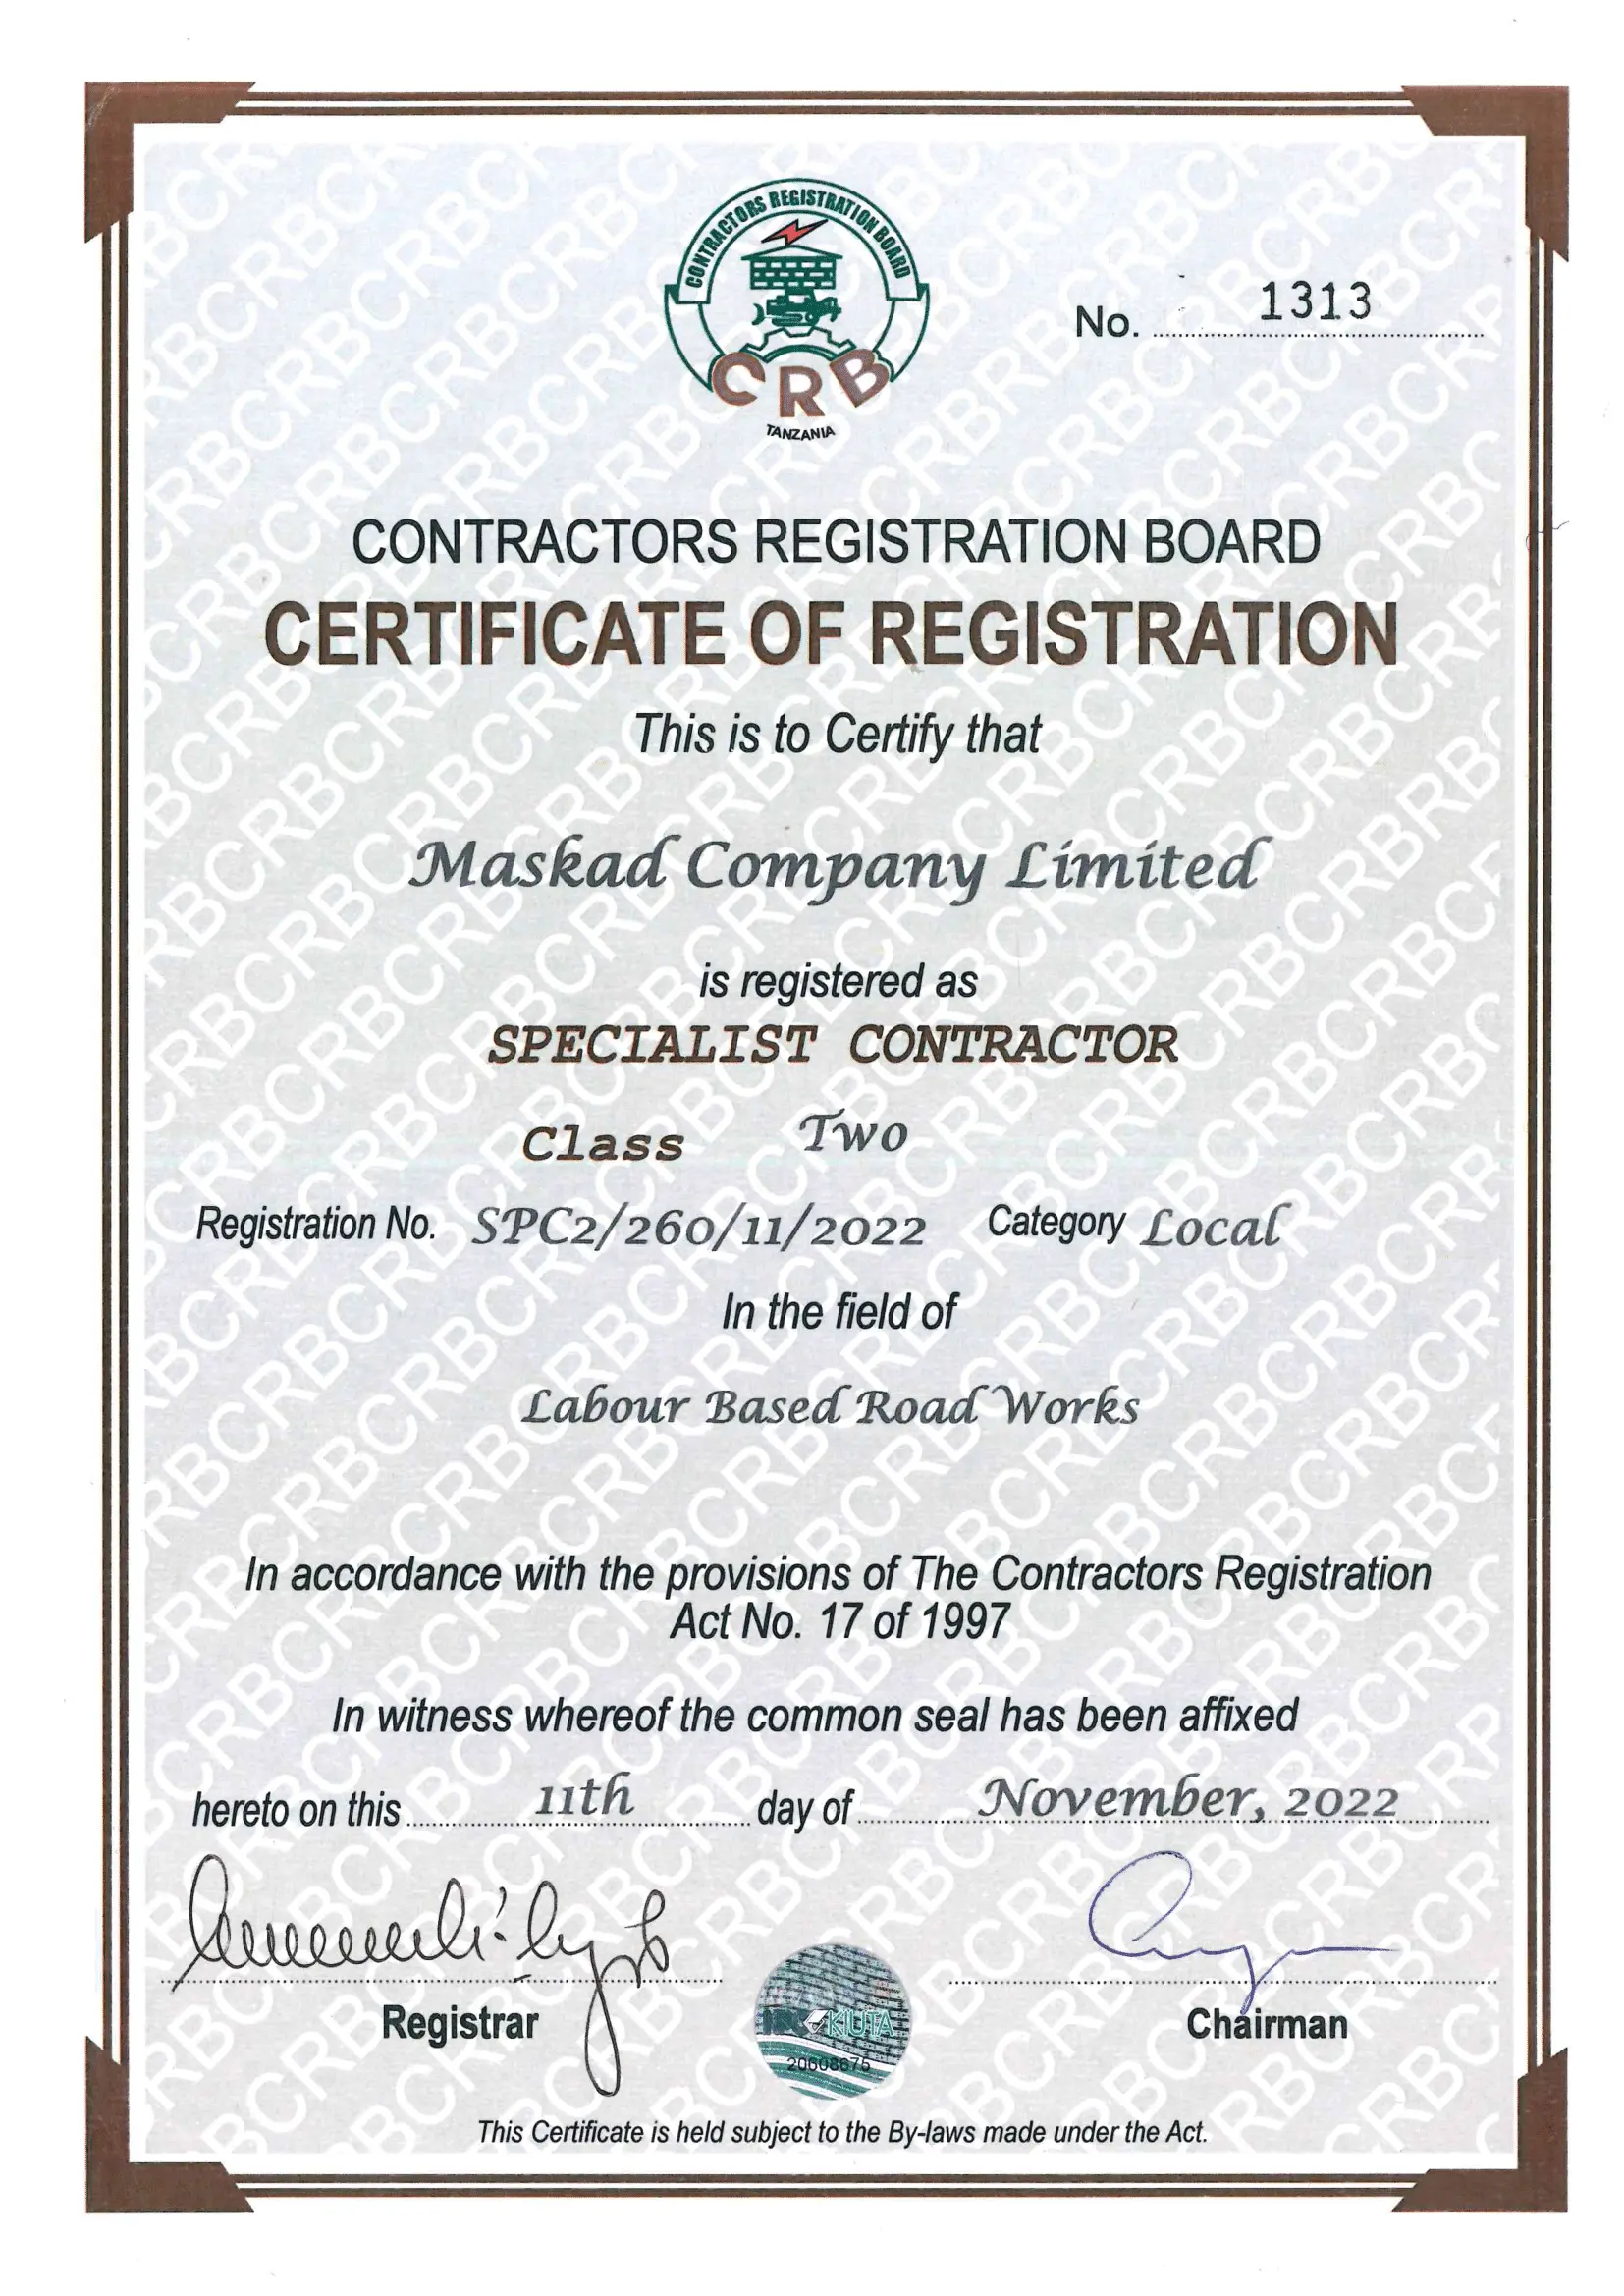 CONTRACTORS REGISTRATION BOARD
CRB
TANZANIA
No. 1313
CONTRACTORS REGISTRATION BOARD
CERTIFICATE OF REGISTRATION
This is to Certify that
Maskad Company Limited
is registered as
SPECIALIST CONTRACTOR
Class Two
Registration No. SPC2/260/11/2022 Category Local
In the field of
Labour Based Road Works
In accordance with the provisions of The Contractors Registration
Act No. 17 of 1997
In witness whereof the common seal has been affixed
hereto on this 11th day of November, 2022
Registrar
KIUTA
20608675
Chairman
This Certificate is held subject to the By-laws made under the Act.